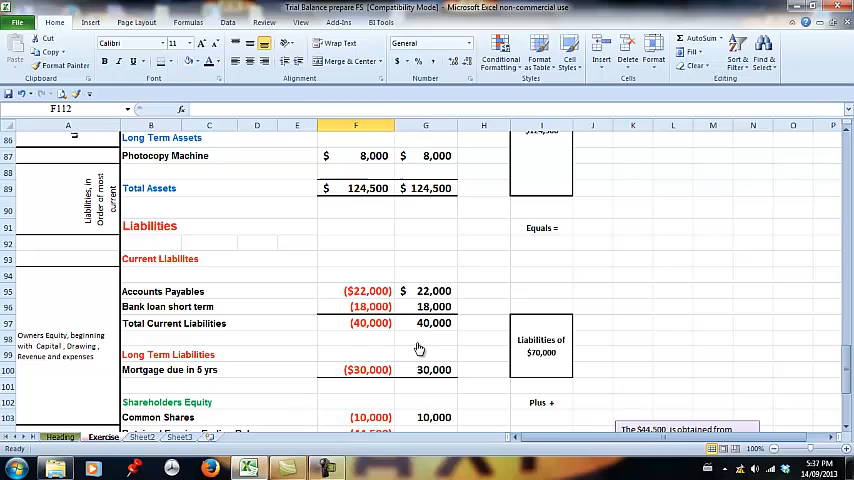 Trial Balance prepare FS [Compatibility Mode] - Microsoft Excel non-commercial use
File Home Insert Page Layout Formulas Data Review View Add-Ins BI Tools
Paste
Cut
Copy
Format Painter
Clipboard
Calibri 11
B I U
Font
Wrap Text
Merge & Center
Alignment
General
$ % ,
Number
Conditional Formatting
Format as Table
Cell Styles
Styles
Insert
Delete
Format
Cells
AutoSum
Fill
Clear
Sort & Filter
Find & Select
Editing
F112
fx
A B C D E F G H I J K L M N O P
86 Long Term Assets
87 Photocopy Machine $ 8,000 $ 8,000
88
89 Total Assets $ 124,500 $ 124,500
Liabilities, in
Order of most
current
90
91 Liabilities Equals =
92
93 Current Liabilites
94
95 Accounts Payables ($22,000) $ 22,000
96 Bank loan short term (18,000) 18,000
97 Total Current Liabilities (40,000) 40,000
Owners Equity, beginning
with Capital , Drawing ,
Revenue and expenses
98
Liabilities of
$70,000
99 Long Term Liabilities
100 Mortgage due in 5 yrs ($30,000) 30,000
101
102 Shareholders Equity Plus +
103 Common Shares (10,000) 10,000
The $44,500 is obtained from
Heading Exercise Sheet2 Sheet3
Ready
100%
5:37 PM
14/09/2013